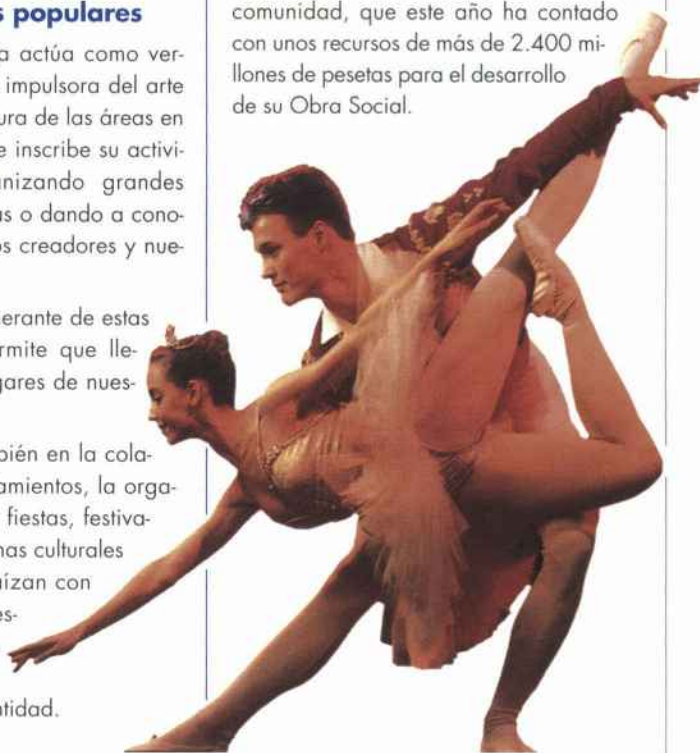 s populares
a actúa como ver-
impulsora del arte
ura de las áreas en
e inscribe su activi-
nizando grandes
as o dando a cono-
os creadores y nue-
erante de estas
rmite que lle-
gares de nues-
bién en la cola-
amientos, la orga-
fiestas, festiva-
nas culturales
aízan con
es-
ntidad.
comunidad, que este año ha contado
con unos recursos de más de 2.400 mi-
llones de pesetas para el desarrollo
de su Obra Social.